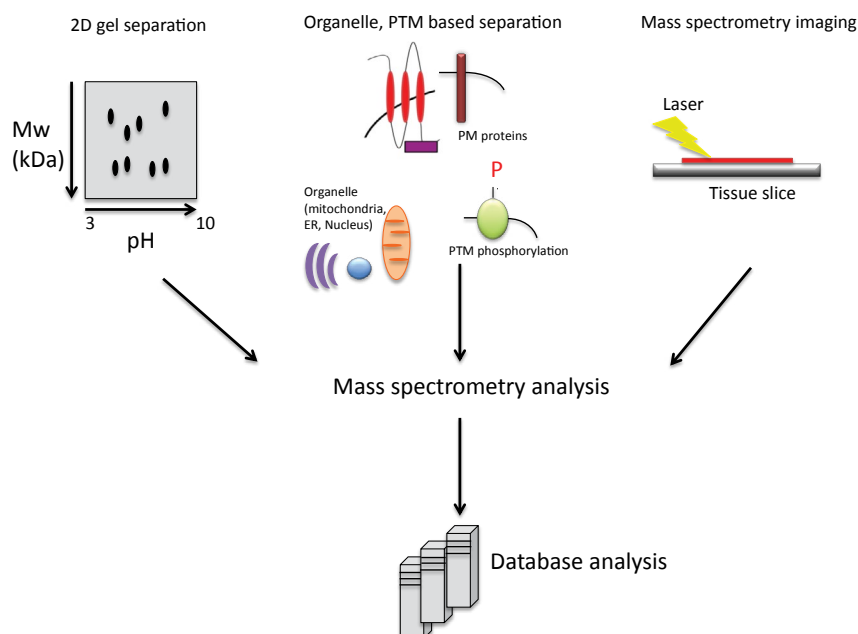 2D gel separation
Organelle, PTM based separation
Mass spectrometry imaging
Mw
(kDa)
3
10
pH
PM proteins
P
Organelle
(mitochondria,
ER, Nucleus)
PTM phosphorylation
Laser
Tissue slice
Mass spectrometry analysis
Database analysis